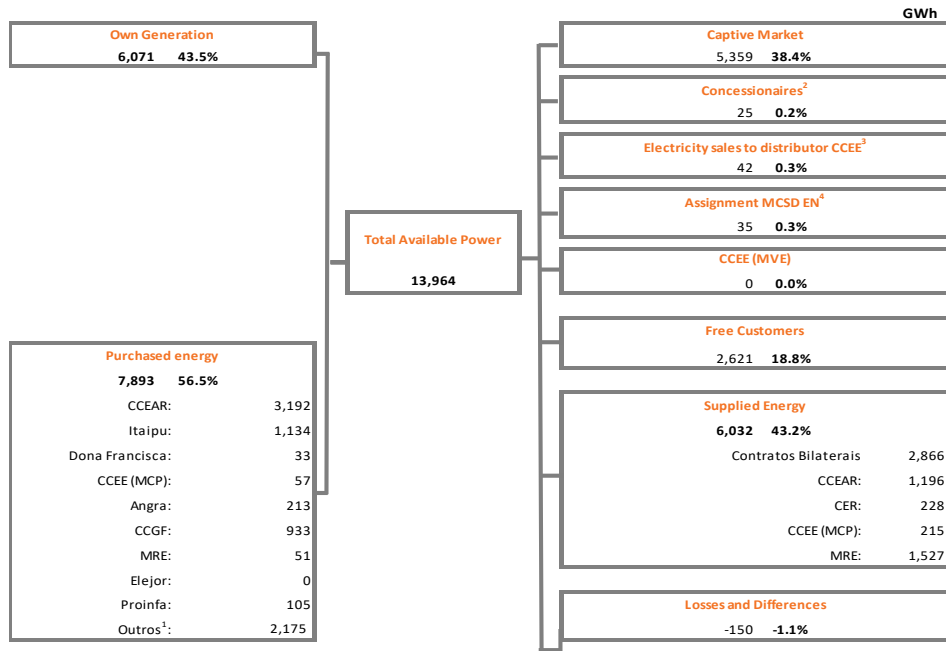 GWh
Own Generation
6,071 43.5%
Purchased energy
7,893 56.5%
CCEAR: 3,192
Itaipu: 1,134
Dona Francisca: 33
CCEE (MCP): 57
Angra: 213
CCGF: 933
MRE: 51
Elejor: 0
Proinfa: 105
Outros¹: 2,175
Total Available Power
13,964
Captive Market
5,359 38.4%
Concessionaires²
25 0.2%
Electricity sales to distributor CCEE³
42 0.3%
Assignment MCSD EN⁴
35 0.3%
CCEE (MVE)
0 0.0%
Free Customers
2,621 18.8%
Supplied Energy
6,032 43.2%
Contratos Bilaterais 2,866
CCEAR: 1,196
CER: 228
CCEE (MCP): 215
MRE: 1,527
Losses and Differences
-150 -1.1%